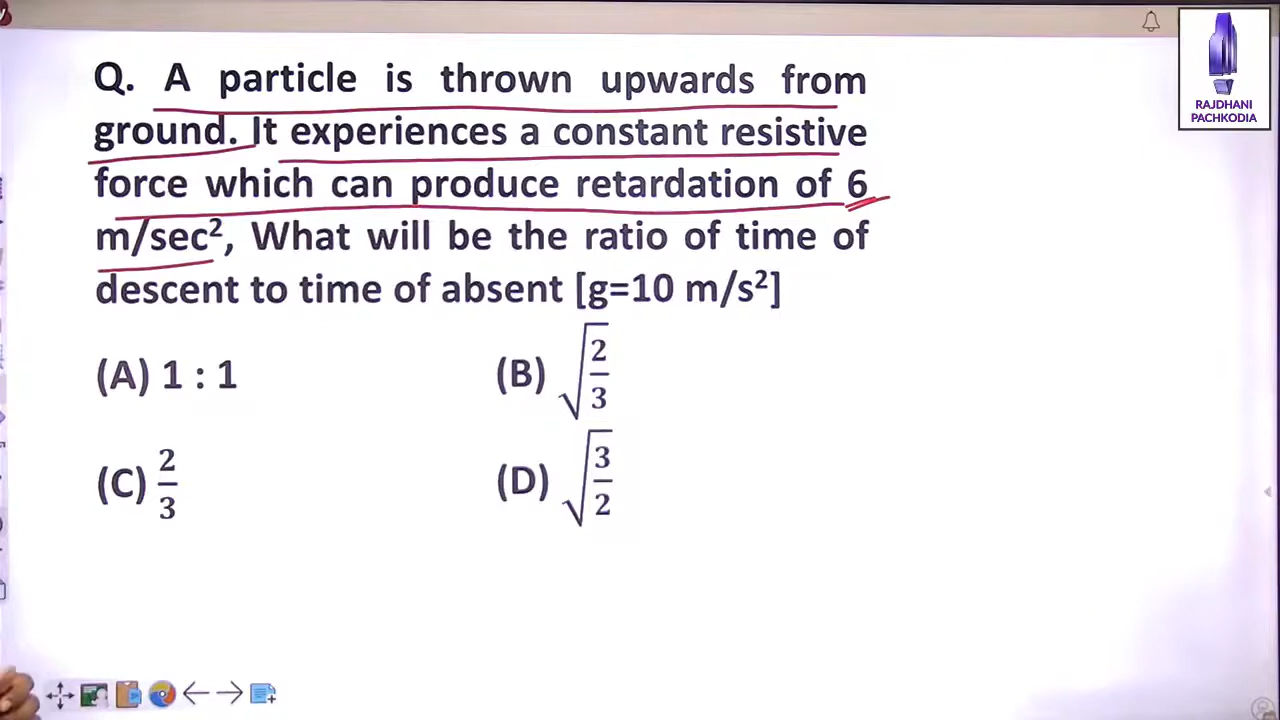 Q. A particle is thrown upwards from
ground. It experiences a constant resistive
force which can produce retardation of 6
m/sec², What will be the ratio of time of
descent to time of absent [g=10 m/s²]
(A) 1 : 1
(B) √(2/3)
(C) 2/3
(D) √(3/2)
RAJDHANI
PACHKODIA